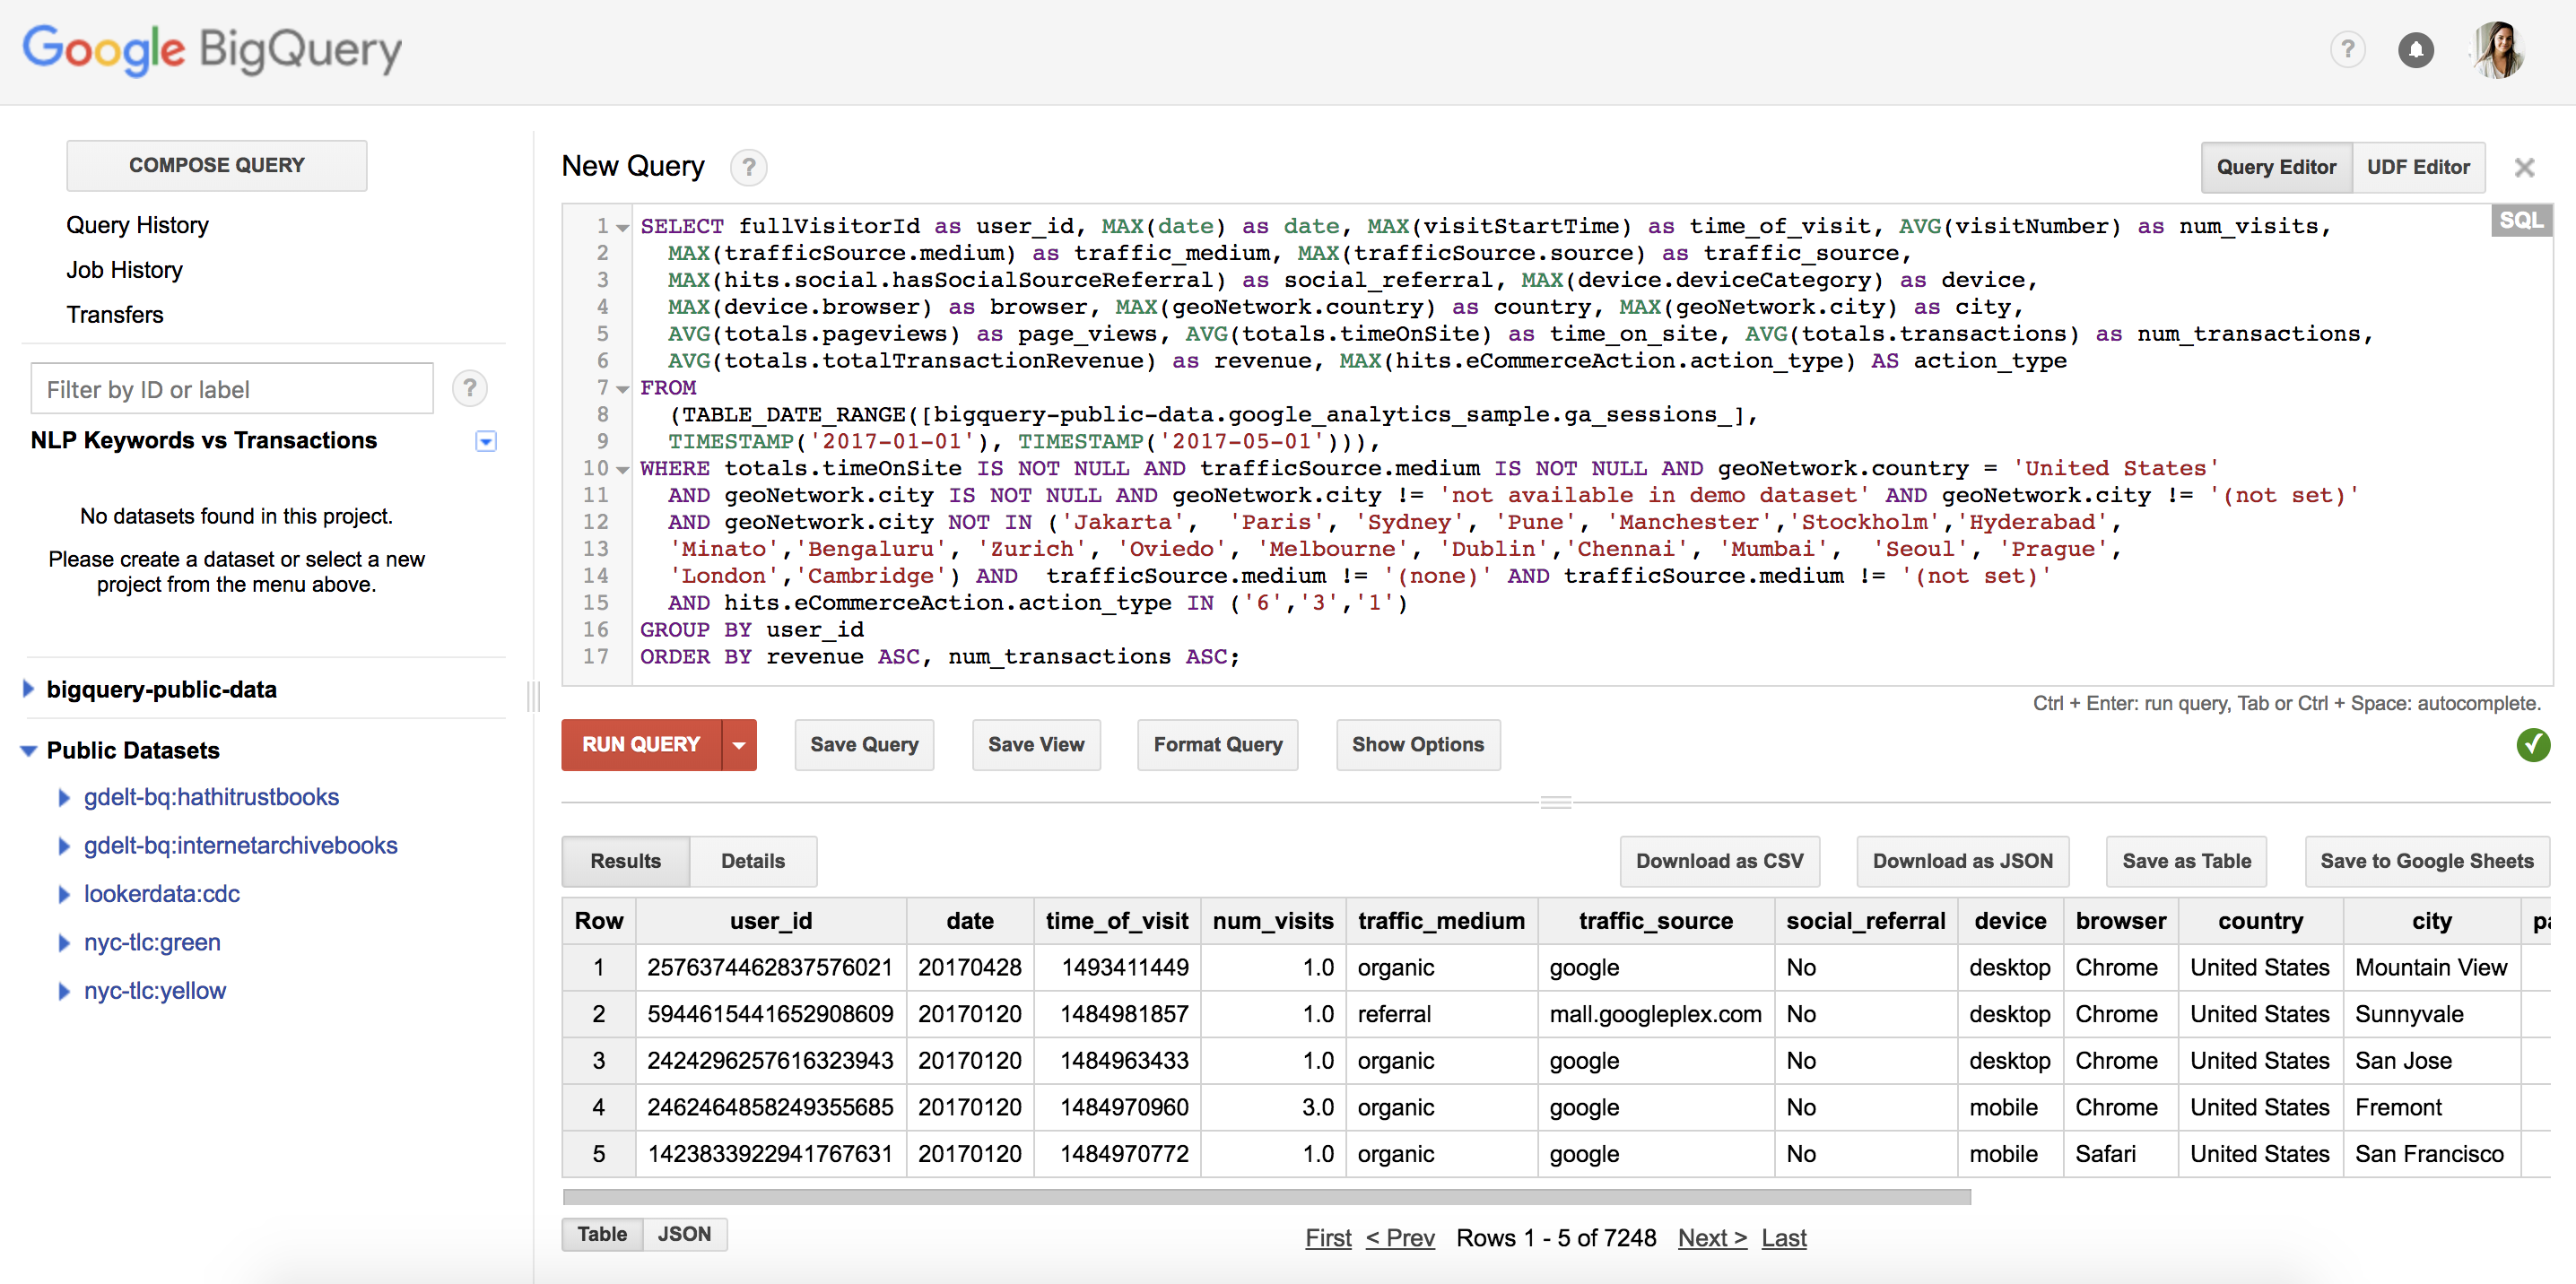 Google BigQuery
?
COMPOSE QUERY
Query History
Job History
Transfers
Filter by ID or label
?
NLP Keywords vs Transactions
No datasets found in this project.
Please create a dataset or select a new
project from the menu above.
bigquery-public-data
Public Datasets
gdelt-bq:hathitrustbooks
gdelt-bq:internetarchivebooks
lookerdata:cdc
nyc-tlc:green
nyc-tlc:yellow
New Query ? Query Editor UDF Editor
SQL
1 SELECT fullVisitorId as user_id, MAX(date) as date, MAX(visitStartTime) as time_of_visit, AVG(visitNumber) as num_visits,
2 MAX(trafficSource.medium) as traffic_medium, MAX(trafficSource.source) as traffic_source,
3 MAX(hits.social.hasSocialSourceReferral) as social_referral, MAX(device.deviceCategory) as device,
4 MAX(device.browser) as browser, MAX(geoNetwork.country) as country, MAX(geoNetwork.city) as city,
5 AVG(totals.pageviews) as page_views, AVG(totals.timeOnSite) as time_on_site, AVG(totals.transactions) as num_transactions,
6 AVG(totals.totalTransactionRevenue) as revenue, MAX(hits.eCommerceAction.action_type) AS action_type
7 FROM
8 (TABLE_DATE_RANGE([bigquery-public-data.google_analytics_sample.ga_sessions_],
9 TIMESTAMP('2017-01-01'), TIMESTAMP('2017-05-01'))),
10 WHERE totals.timeOnSite IS NOT NULL AND trafficSource.medium IS NOT NULL AND geoNetwork.country = 'United States'
11 AND geoNetwork.city IS NOT NULL AND geoNetwork.city != 'not available in demo dataset' AND geoNetwork.city != '(not set)'
12 AND geoNetwork.city NOT IN ('Jakarta', 'Paris', 'Sydney', 'Pune', 'Manchester','Stockholm','Hyderabad',
13 'Minato','Bengaluru', 'Zurich', 'Oviedo', 'Melbourne', 'Dublin','Chennai', 'Mumbai', 'Seoul', 'Prague',
14 'London','Cambridge') AND trafficSource.medium != '(none)' AND trafficSource.medium != '(not set)'
15 AND hits.eCommerceAction.action_type IN ('6','3','1')
16 GROUP BY user_id
17 ORDER BY revenue ASC, num_transactions ASC;
Ctrl + Enter: run query, Tab or Ctrl + Space: autocomplete.
RUN QUERY Save Query Save View Format Query Show Options
Results Details Download as CSV Download as JSON Save as Table Save to Google Sheets
Row user_id date time_of_visit num_visits traffic_medium traffic_source social_referral device browser country city pa
1 2576374462837576021 20170428 1493411449 1.0 organic google No desktop Chrome United States Mountain View
2 5944615441652908609 20170120 1484981857 1.0 referral mall.googleplex.com No desktop Chrome United States Sunnyvale
3 2424296257616323943 20170120 1484963433 1.0 organic google No desktop Chrome United States San Jose
4 2462464858249355685 20170120 1484970960 3.0 organic google No mobile Chrome United States Fremont
5 1423833922941767631 20170120 1484970772 1.0 organic google No mobile Safari United States San Francisco
Table JSON First < Prev Rows 1 - 5 of 7248 Next > Last